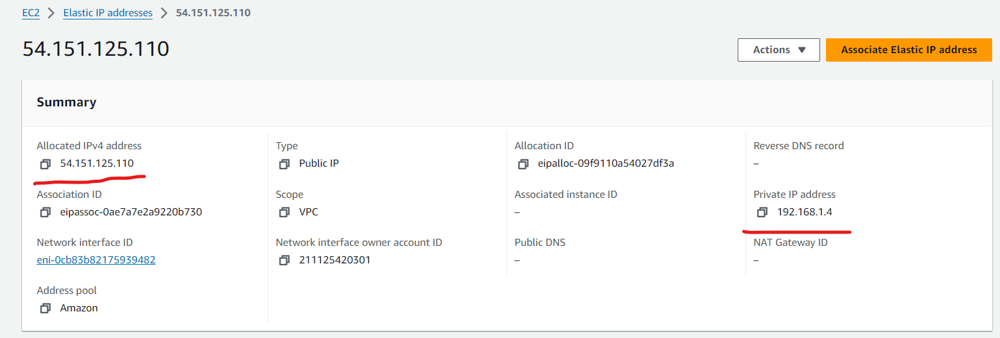 EC2 > Elastic IP addresses > 54.151.125.110
54.151.125.110
Actions ▼ Associate Elastic IP address
Summary
Allocated IPv4 address Type Allocation ID Reverse DNS record
54.151.125.110 Public IP eipalloc-09f9110a54027df3a –
Association ID Scope Associated instance ID Private IP address
eipassoc-0ae7a7e2a9220b730 VPC – 192.168.1.4
Network interface ID Network interface owner account ID Public DNS NAT Gateway ID
eni-0cb83b82175939482 211125420301 – –
Address pool
Amazon